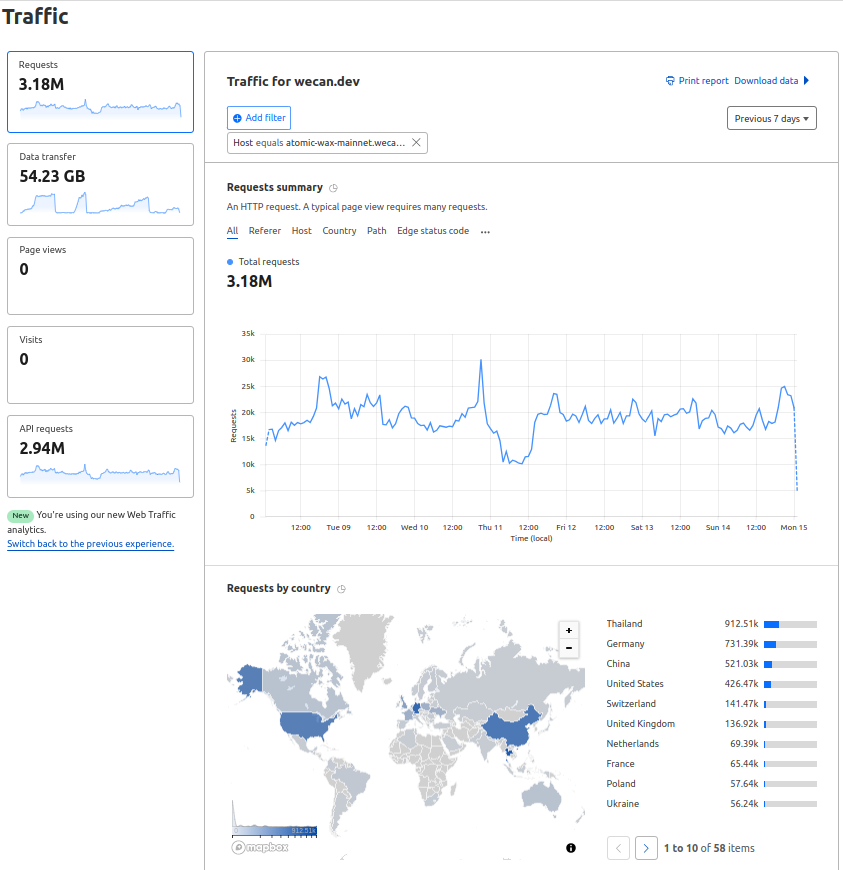 Traffic
Requests
3.18M
Data transfer
54.23 GB
Page views
0
Visits
0
API requests
2.94M
New You're using our new Web Traffic
analytics.
Switch back to the previous experience.
Traffic for wecan.dev
Print report Download data
Add filter
Previous 7 days
Host equals atomic-wax-mainnet.weca...
Requests summary
An HTTP request. A typical page view requires many requests.
All Referer Host Country Path Edge status code ...
Total requests
3.18M
35k
30k
25k
20k
15k
10k
5k
0
Requests
12:00 Tue 09 12:00 Wed 10 12:00 Thu 11 12:00 Fri 12 12:00 Sat 13 12:00 Sun 14 12:00 Mon 15
Time (local)
Requests by country
+
−
0 912.51k
mapbox
Thailand 912.51k
Germany 731.39k
China 521.03k
United States 426.47k
Switzerland 141.47k
United Kingdom 136.92k
Netherlands 69.39k
France 65.44k
Poland 57.64k
Ukraine 56.24k
1 to 10 of 58 items